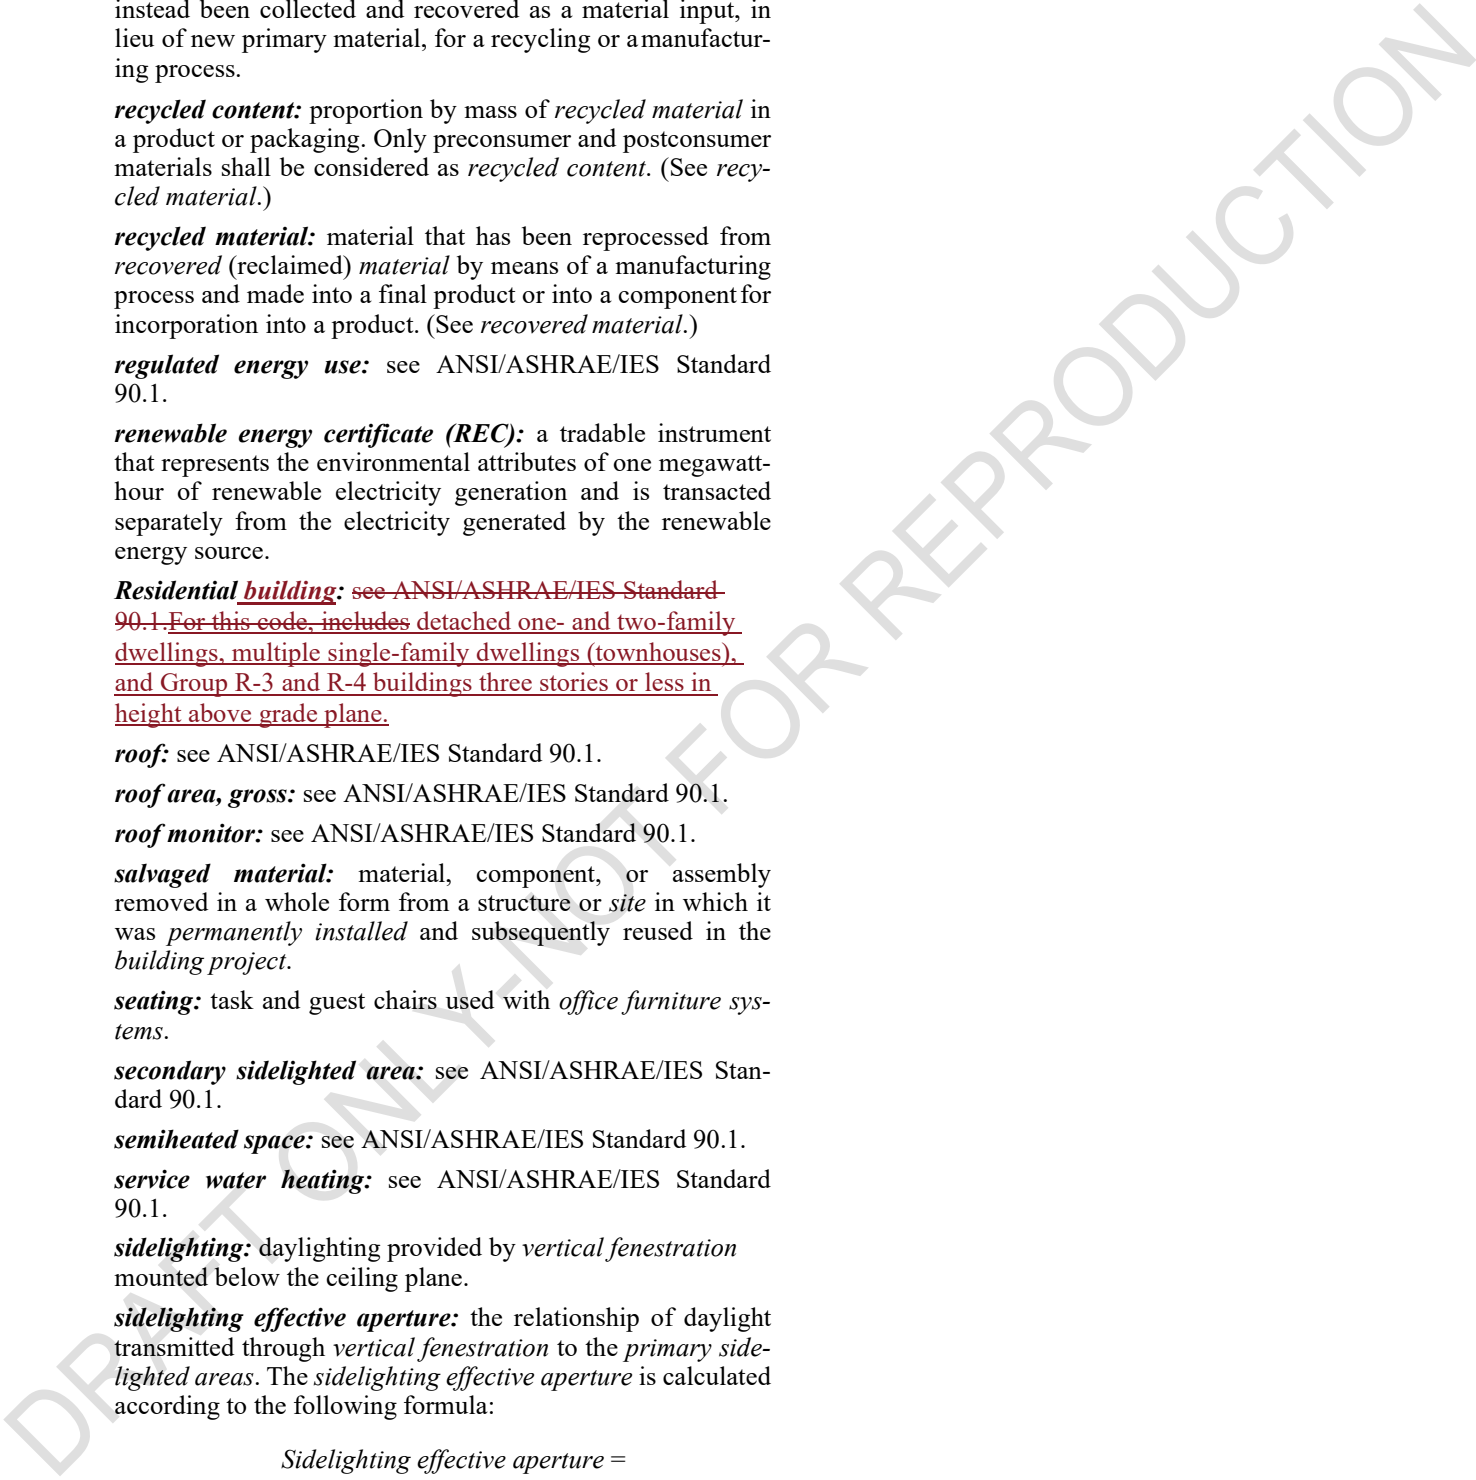 instead been collected and recovered as a material input, in
lieu of new primary material, for a recycling or a manufactur-
ing process.
recycled content: proportion by mass of recycled material in
a product or packaging. Only preconsumer and postconsumer
materials shall be considered as recycled content. (See recy-
cled material.)
recycled material: material that has been reprocessed from
recovered (reclaimed) material by means of a manufacturing
process and made into a final product or into a component for
incorporation into a product. (See recovered material.)
regulated energy use: see ANSI/ASHRAE/IES Standard
90.1.
renewable energy certificate (REC): a tradable instrument
that represents the environmental attributes of one megawatt-
hour of renewable electricity generation and is transacted
separately from the electricity generated by the renewable
energy source.
Residential building: see ANSI/ASHRAE/IES Standard
90.1.For this code, includes detached one- and two-family
dwellings, multiple single-family dwellings (townhouses),
and Group R-3 and R-4 buildings three stories or less in
height above grade plane.
roof: see ANSI/ASHRAE/IES Standard 90.1.
roof area, gross: see ANSI/ASHRAE/IES Standard 90.1.
roof monitor: see ANSI/ASHRAE/IES Standard 90.1.
salvaged material: material, component, or assembly
removed in a whole form from a structure or site in which it
was permanently installed and subsequently reused in the
building project.
seating: task and guest chairs used with office furniture sys-
tems.
secondary sidelighted area: see ANSI/ASHRAE/IES Stan-
dard 90.1.
semiheated space: see ANSI/ASHRAE/IES Standard 90.1.
service water heating: see ANSI/ASHRAE/IES Standard
90.1.
sidelighting: daylighting provided by vertical fenestration
mounted below the ceiling plane.
sidelighting effective aperture: the relationship of daylight
transmitted through vertical fenestration to the primary side-
lighted areas. The sidelighting effective aperture is calculated
according to the following formula:
Sidelighting effective aperture =
DRAFT ONLY-NOT FOR REPRODUCTION